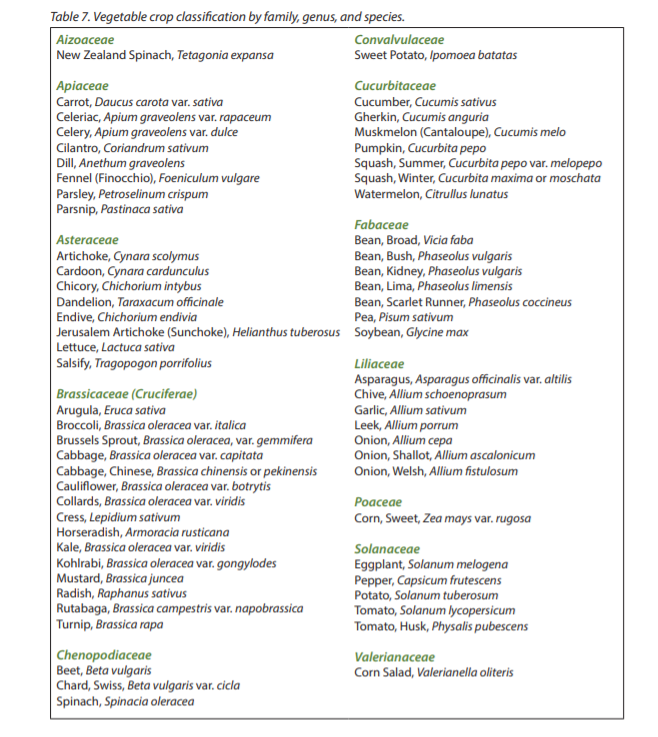 Table 7. Vegetable crop classification by family, genus, and species.
Aizoaceae
New Zealand Spinach, Tetagonia expansa
Apiaceae
Carrot, Daucus carota var. sativa
Celeriac, Apium graveolens var. rapaceum
Celery, Apium graveolens var. dulce
Cilantro, Coriandrum sativum
Dill, Anethum graveolens
Fennel (Finocchio), Foeniculum vulgare
Parsley, Petroselinum crispum
Parsnip, Pastinaca sativa
Asteraceae
Artichoke, Cynara scolymus
Cardoon, Cynara cardunculus
Chicory, Chichorium intybus
Dandelion, Taraxacum officinale
Endive, Chichorium endivia
Jerusalem Artichoke (Sunchoke), Helianthus tuberosus
Lettuce, Lactuca sativa
Salsify, Tragopogon porrifolius
Brassicaceae (Cruciferae)
Arugula, Eruca sativa
Broccoli, Brassica oleracea var. italica
Brussels Sprout, Brassica oleracea, var. gemmifera
Cabbage, Brassica oleracea var. capitata
Cabbage, Chinese, Brassica chinensis or pekinensis
Cauliflower, Brassica oleracea var. botrytis
Collards, Brassica oleracea var. viridis
Cress, Lepidium sativum
Horseradish, Armoracia rusticana
Kale, Brassica oleracea var. viridis
Kohlrabi, Brassica oleracea var. gongylodes
Mustard, Brassica juncea
Radish, Raphanus sativus
Rutabaga, Brassica campestris var. napobrassica
Turnip, Brassica rapa
Chenopodiaceae
Beet, Beta vulgaris
Chard, Swiss, Beta vulgaris var. cicla
Spinach, Spinacia oleracea
Convalvulaceae
Sweet Potato, Ipomoea batatas
Cucurbitaceae
Cucumber, Cucumis sativus
Gherkin, Cucumis anguria
Muskmelon (Cantaloupe), Cucumis melo
Pumpkin, Cucurbita pepo
Squash, Summer, Cucurbita pepo var. melopepo
Squash, Winter, Cucurbita maxima or moschata
Watermelon, Citrullus lunatus
Fabaceae
Bean, Broad, Vicia faba
Bean, Bush, Phaseolus vulgaris
Bean, Kidney, Phaseolus vulgaris
Bean, Lima, Phaseolus limensis
Bean, Scarlet Runner, Phaseolus coccineus
Pea, Pisum sativum
Soybean, Glycine max
Liliaceae
Asparagus, Asparagus officinalis var. altilis
Chive, Allium schoenoprasum
Garlic, Allium sativum
Leek, Allium porrum
Onion, Allium cepa
Onion, Shallot, Allium ascalonicum
Onion, Welsh, Allium fistulosum
Poaceae
Corn, Sweet, Zea mays var. rugosa
Solanaceae
Eggplant, Solanum melogena
Pepper, Capsicum frutescens
Potato, Solanum tuberosum
Tomato, Solanum lycopersicum
Tomato, Husk, Physalis pubescens
Valerianaceae
Corn Salad, Valerianella oliteris